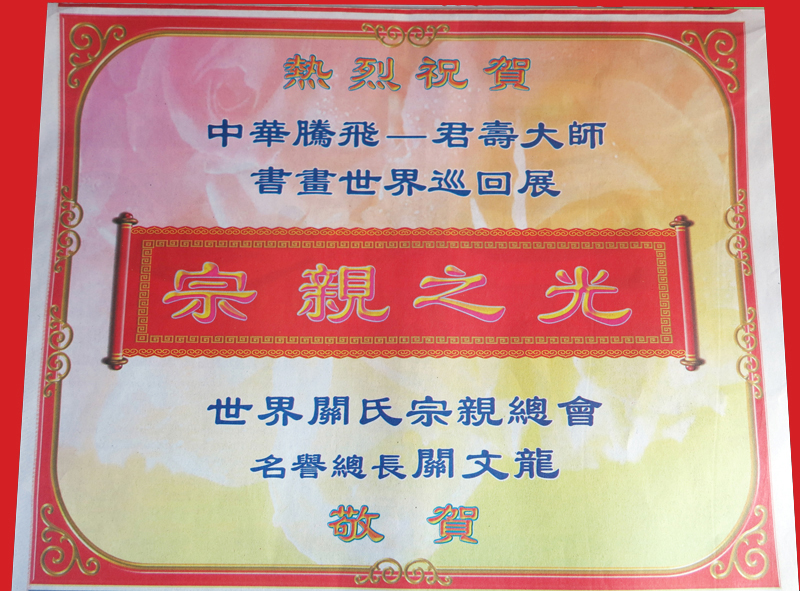 熱烈祝賀
中華騰飛—君壽大師
書畫世界巡回展
宗親之光
世界關氏宗親總會
名譽總長關文龍
敬賀